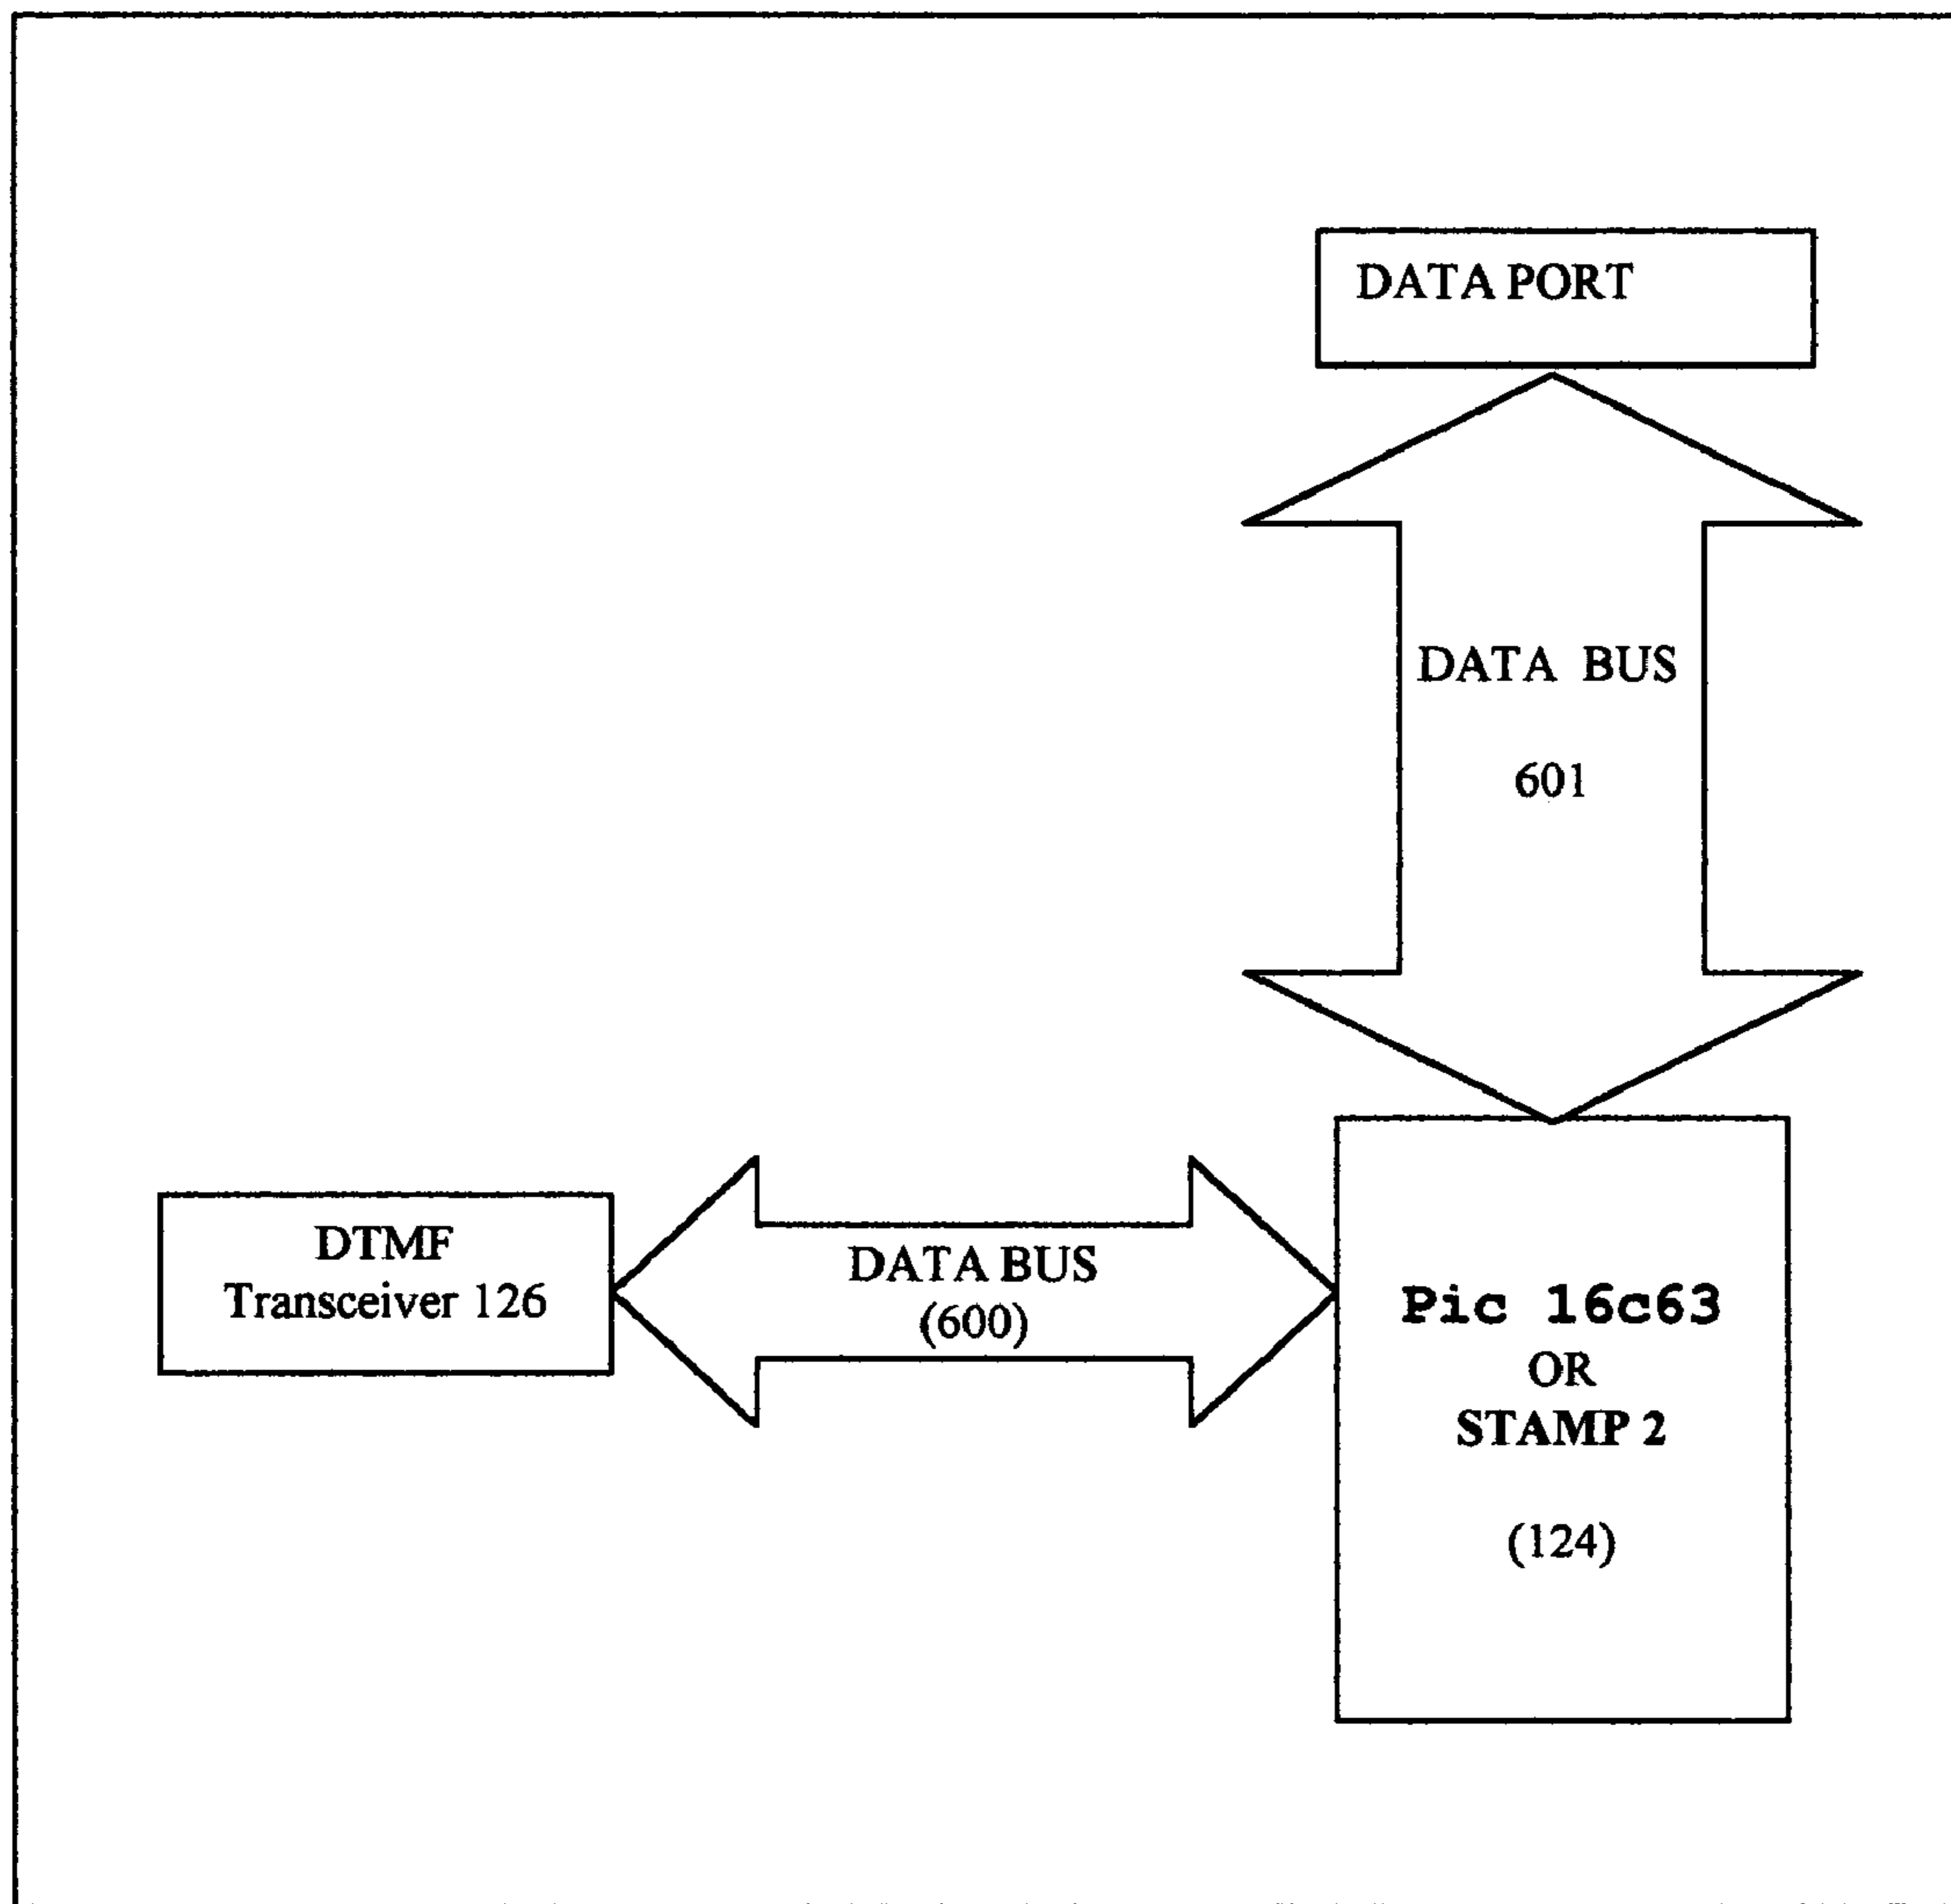 DATA PORT
DATA BUS
601
DTMF
Transceiver 126
DATA BUS
(600)
Pic 16c63
OR
STAMP 2
(124)